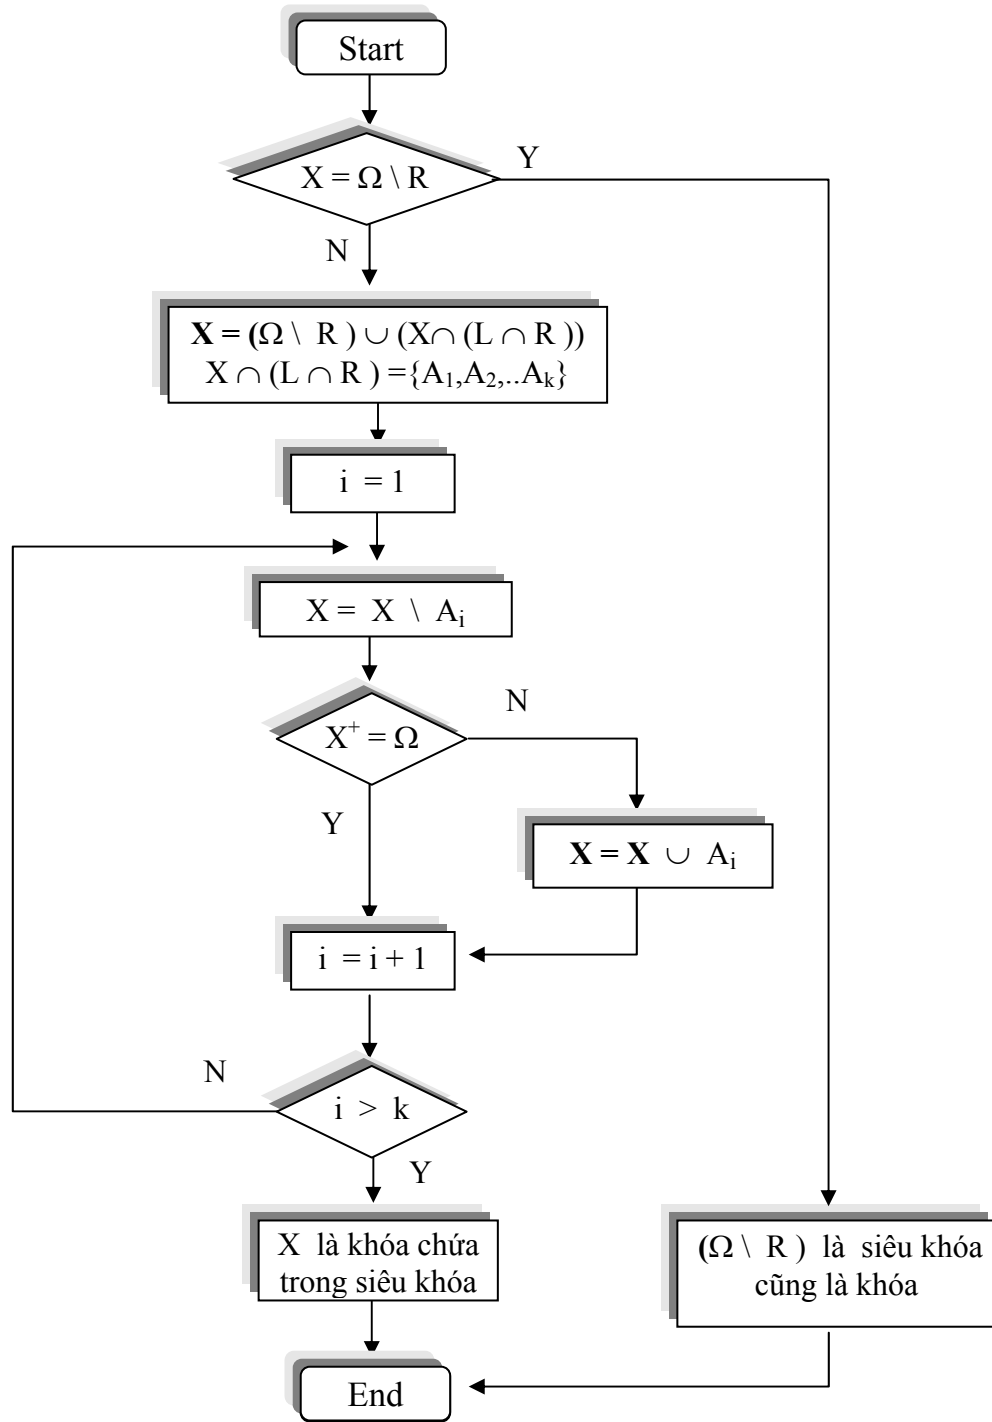 Start
X = Ω \ R
Y
N
X = (Ω \ R ) ∪ (X∩ (L ∩ R ))
X ∩ (L ∩ R ) ={A₁,A₂,..Aₖ}
i = 1
X = X \ Aᵢ
X⁺ = Ω
N
Y
X = X ∪ Aᵢ
i = i + 1
N
i > k
Y
X là khóa chứa
trong siêu khóa
(Ω \ R ) là siêu khóa
cũng là khóa
End